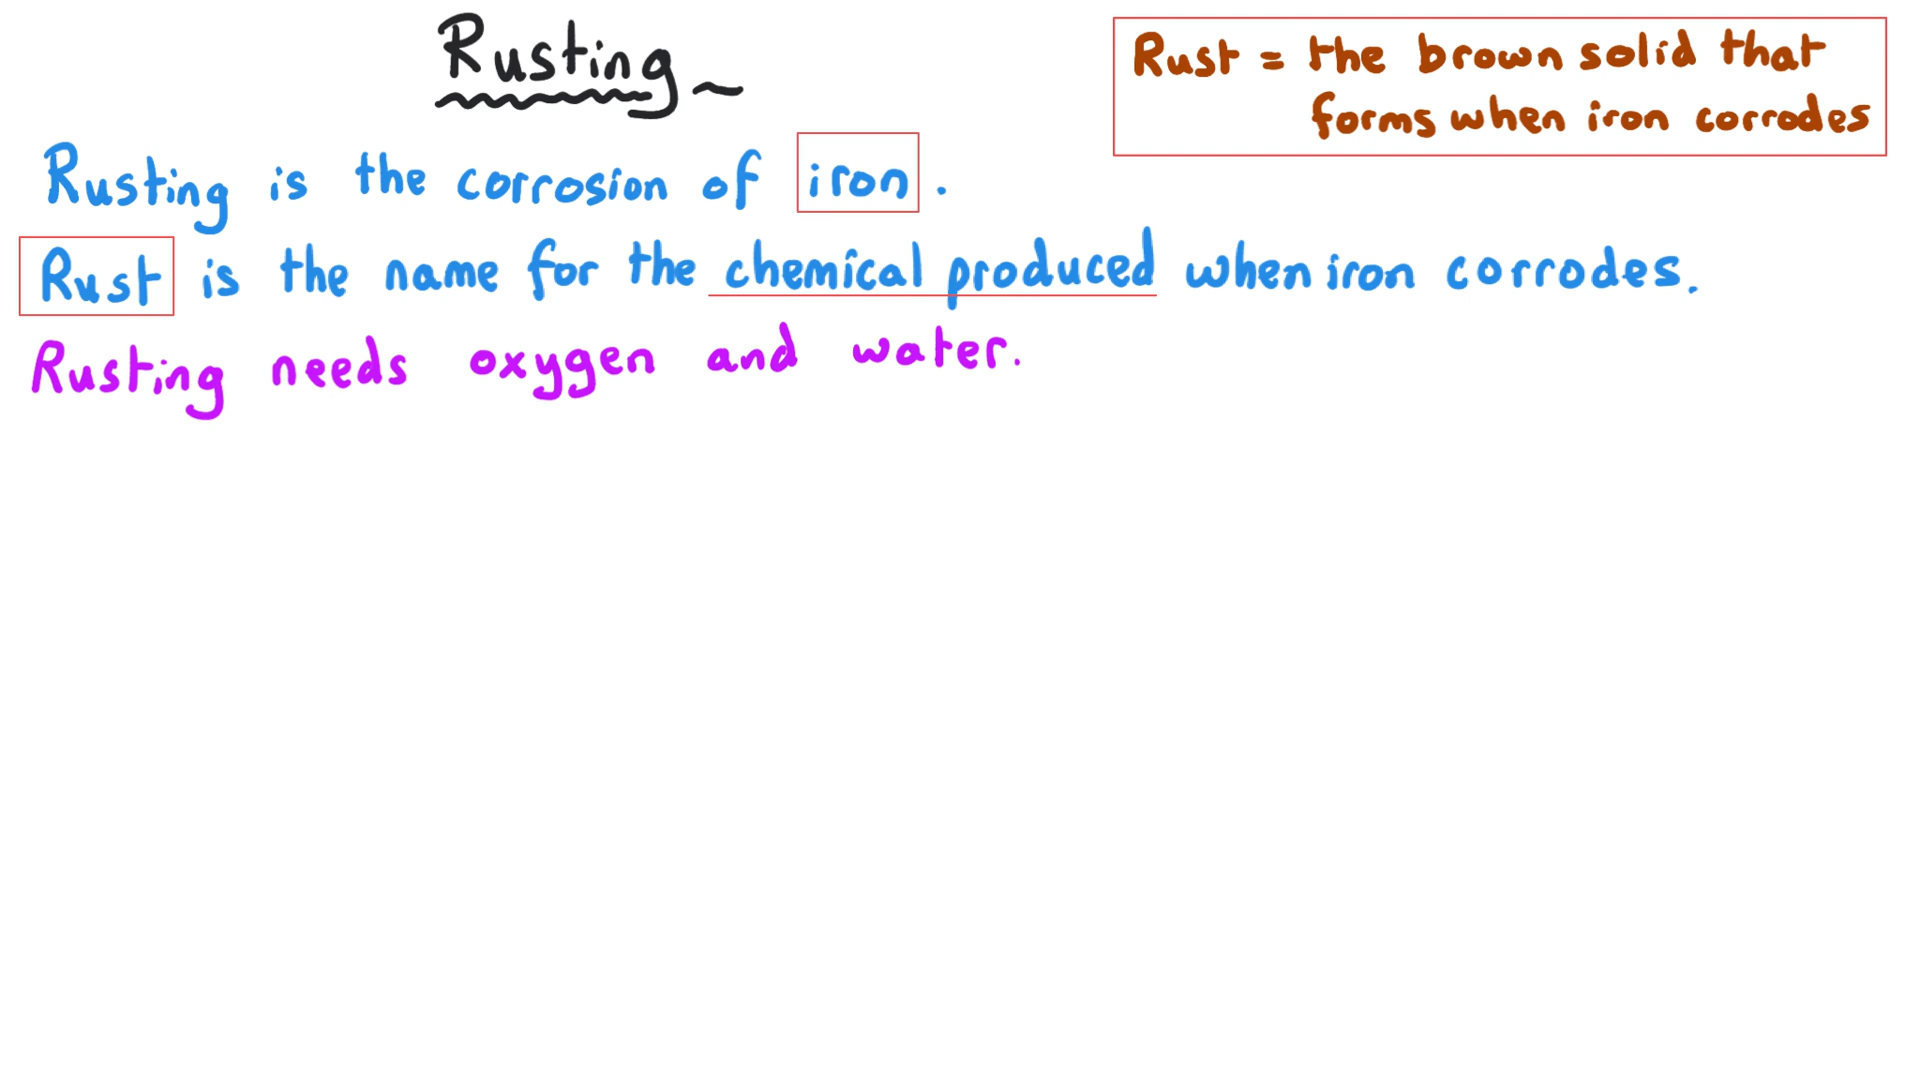 Rusting
Rust = the brown solid that
forms when iron corrodes
Rusting is the corrosion of iron.
Rust is the name for the chemical produced when iron corrodes.
Rusting needs oxygen and water.